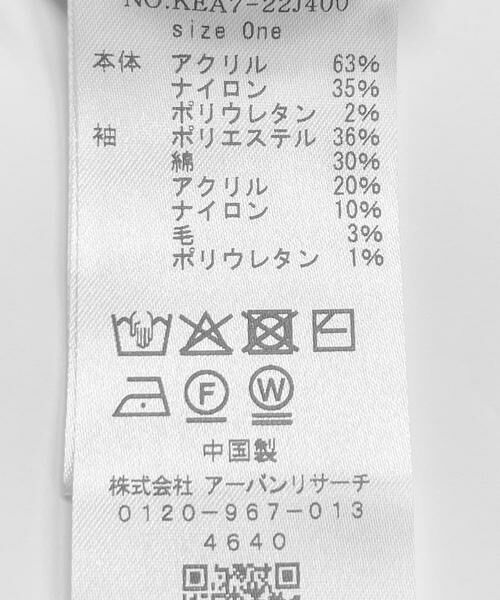 NO.KEA7-22J400
size One
本体 アクリル 63%
ナイロン 35%
ポリウレタン 2%
袖 ポリエステル 36%
綿 30%
アクリル 20%
ナイロン 10%
毛 3%
ポリウレタン 1%
F W
中国製
株式会社 アーバンリサーチ
0120-967-013
4640